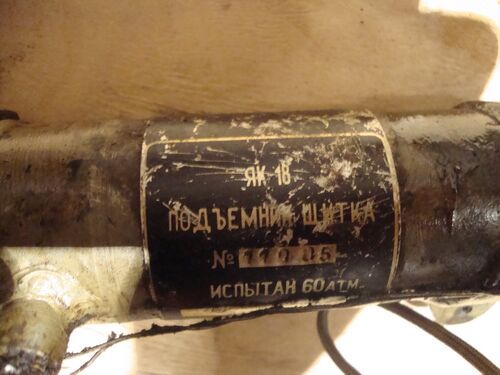 ЯК 18
ПОДЪЕМНИК ЩИТКА
№
ИСПЫТАН 60 АТМ.